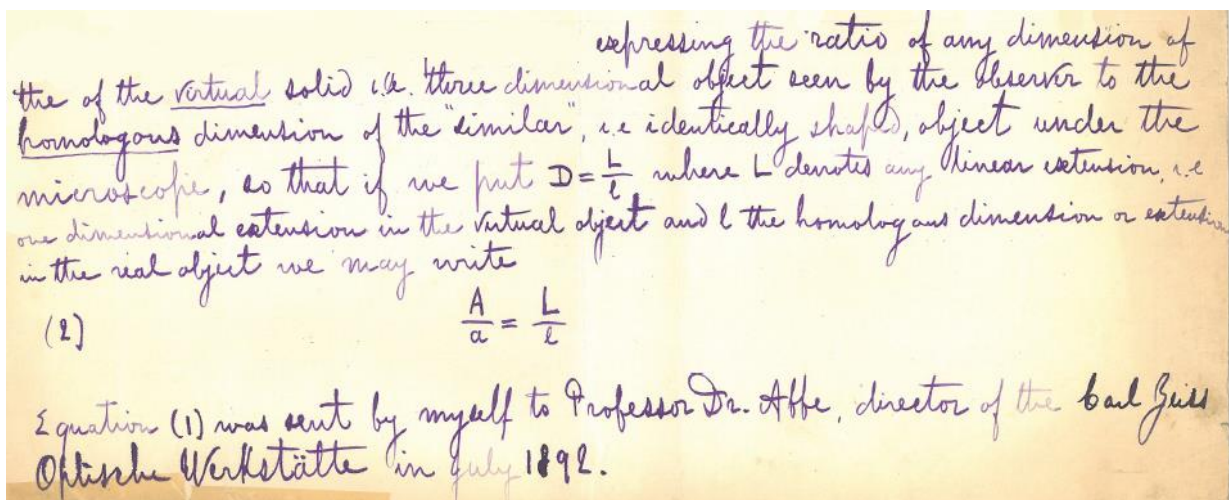 expressing the ratio of any dimension of
the of the virtual solid i.e. three dimensional object seen by the observer to the
homologous dimension of the "similar", i.e identically shaped, object under the
microscope, so that if we put D = L/l where L denotes any linear extension, i.e
one dimensional extension in the virtual object and l the homologous dimension or extension
in the real object we may write
(2) A/a = L/l
Equation (1) was sent by myself to Professor Dr. Abbe, director of the Carl Zeiss
Optische Werkstätte in july 1892.